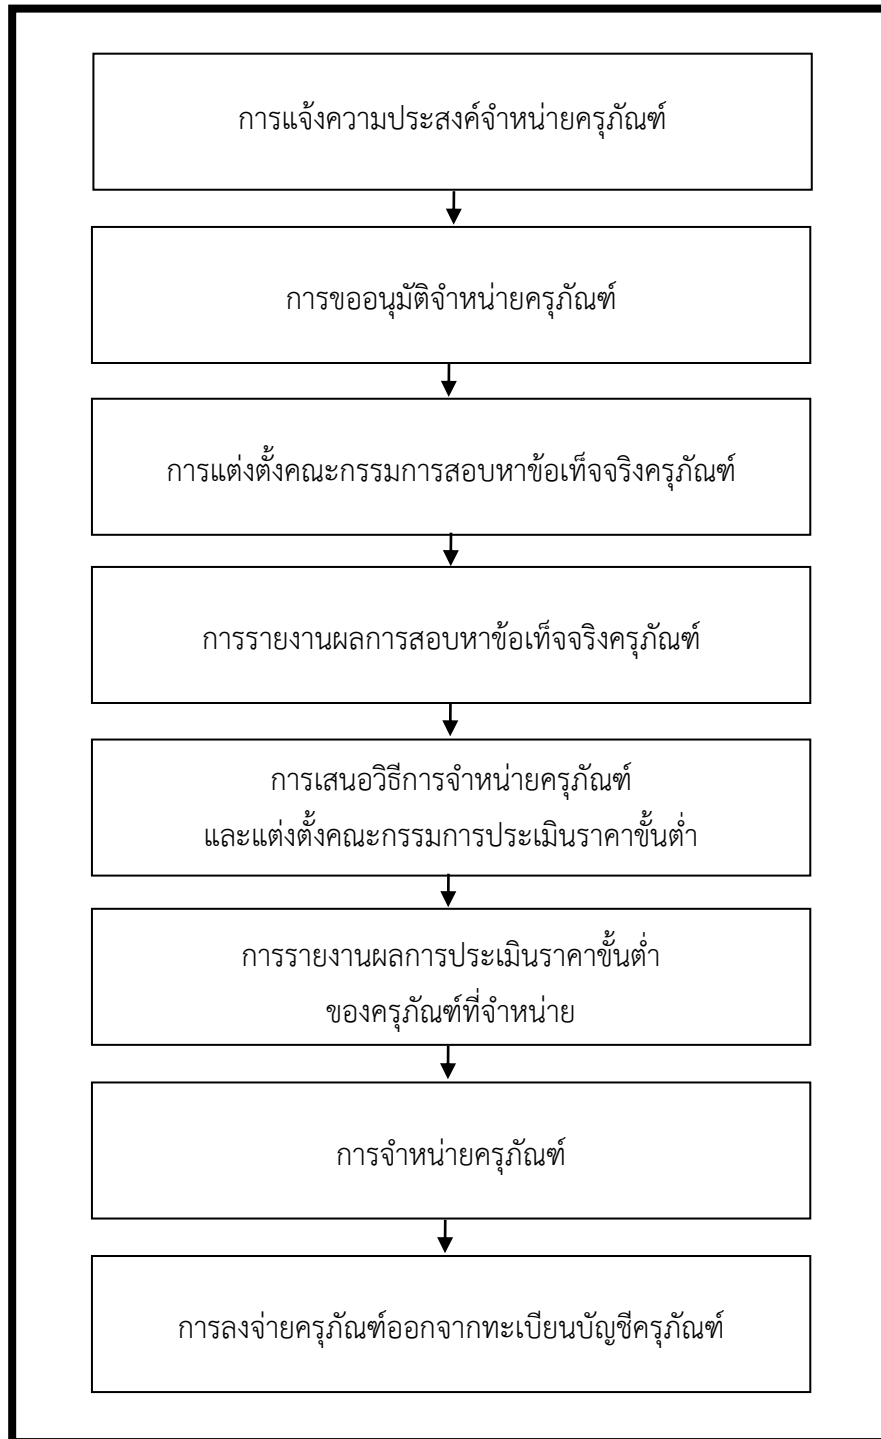 การแจ้งความประสงค์จำหน่ายครุภัณฑ์
การขออนุมัติจำหน่ายครุภัณฑ์
การแต่งตั้งคณะกรรมการสอบหาข้อเท็จจริงครุภัณฑ์
การรายงานผลการสอบหาข้อเท็จจริงครุภัณฑ์
การเสนอวิธีการจำหน่ายครุภัณฑ์
และแต่งตั้งคณะกรรมการประเมินราคาขั้นต่ำ
การรายงานผลการประเมินราคาขั้นต่ำ
ของครุภัณฑ์ที่จำหน่าย
การจำหน่ายครุภัณฑ์
การลงจ่ายครุภัณฑ์ออกจากทะเบียนบัญชีครุภัณฑ์